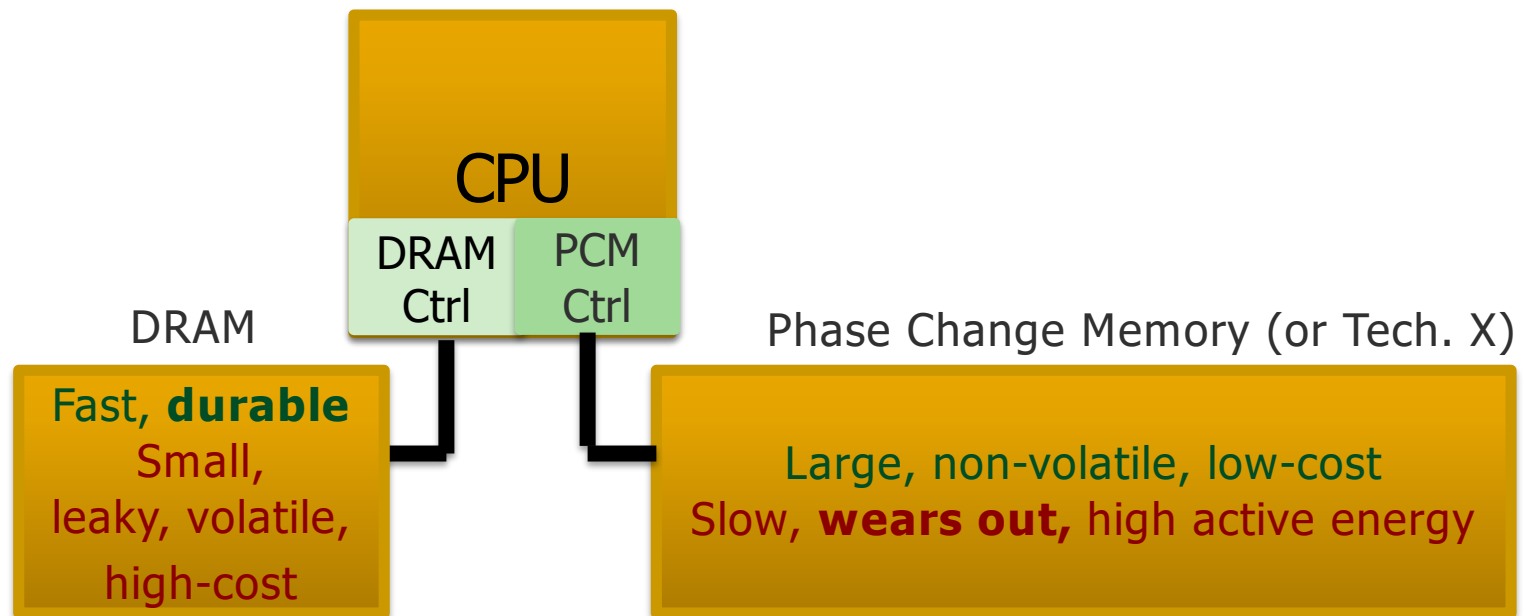 CPU
DRAM
Ctrl
PCM
Ctrl
DRAM
Fast, durable
Small,
leaky, volatile,
high-cost
Phase Change Memory (or Tech. X)
Large, non-volatile, low-cost
Slow, wears out, high active energy